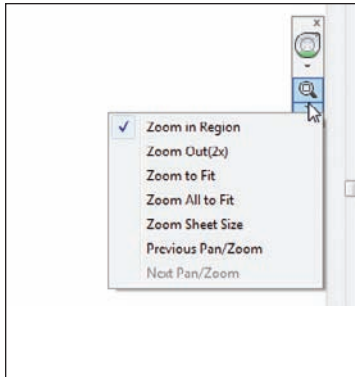 Zoom in Region
Zoom Out(2x)
Zoom to Fit
Zoom All to Fit
Zoom Sheet Size
Previous Pan/Zoom
Next Pan/Zoom